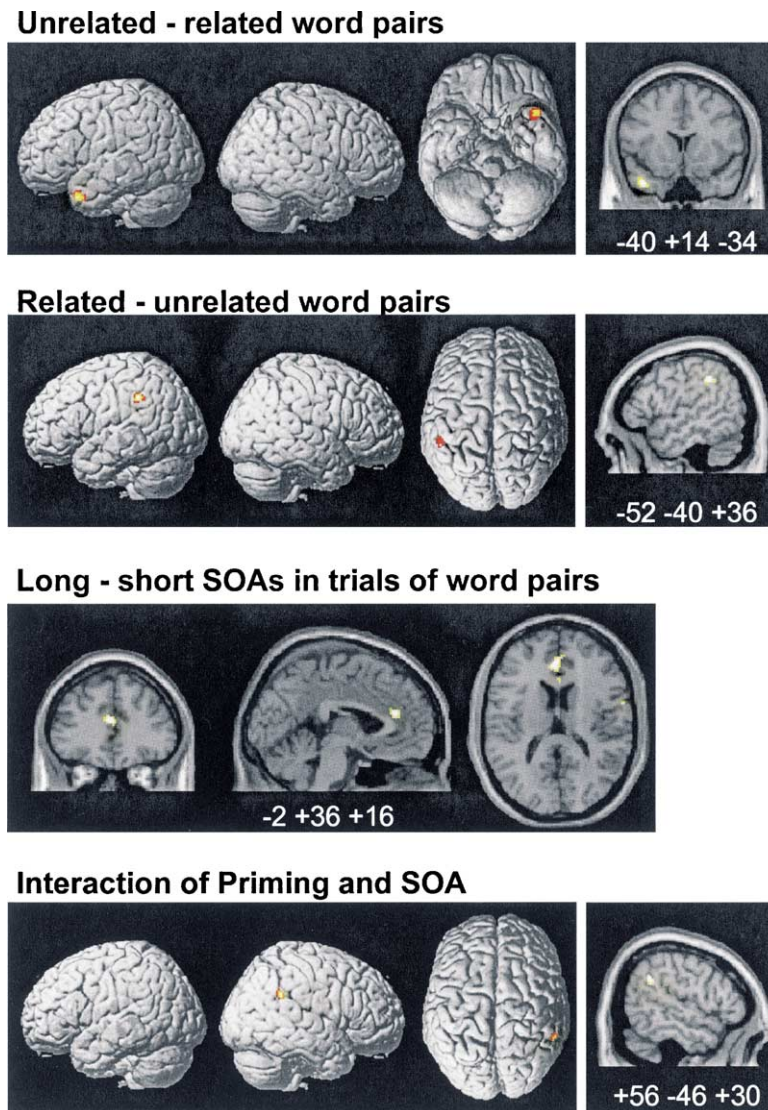 Unrelated - related word pairs
-40 +14 -34
Related - unrelated word pairs
-52 -40 +36
Long - short SOAs in trials of word pairs
-2 +36 +16
Interaction of Priming and SOA
+56 -46 +30